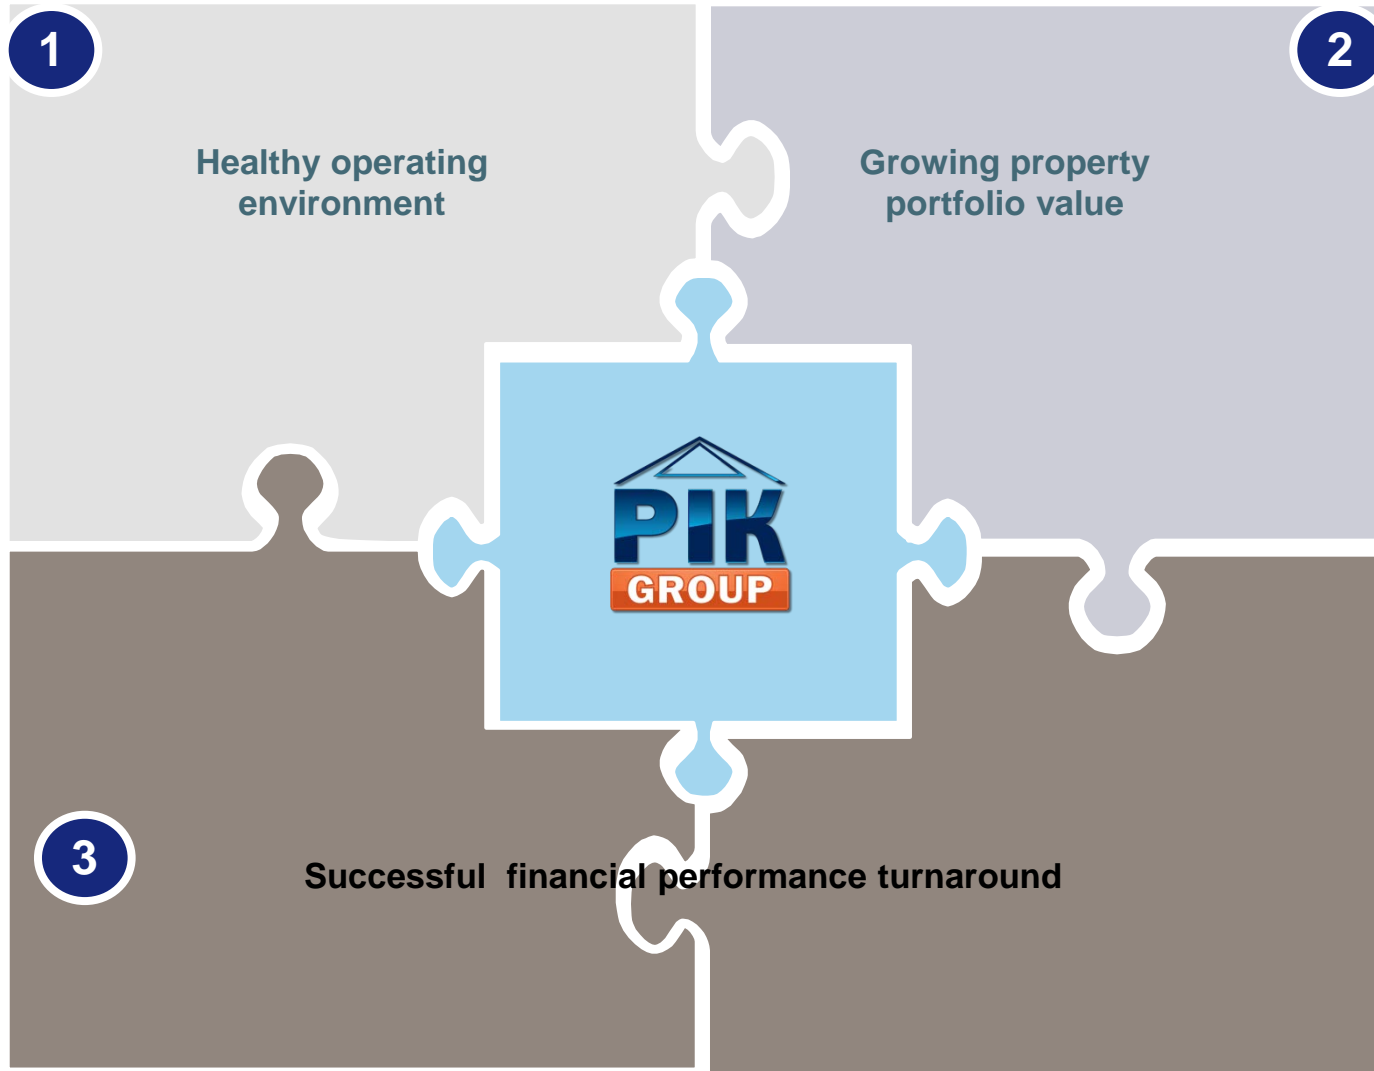 1
2
Healthy operating
environment
Growing property
portfolio value
PIK
GROUP
3
Successful  financial performance turnaround